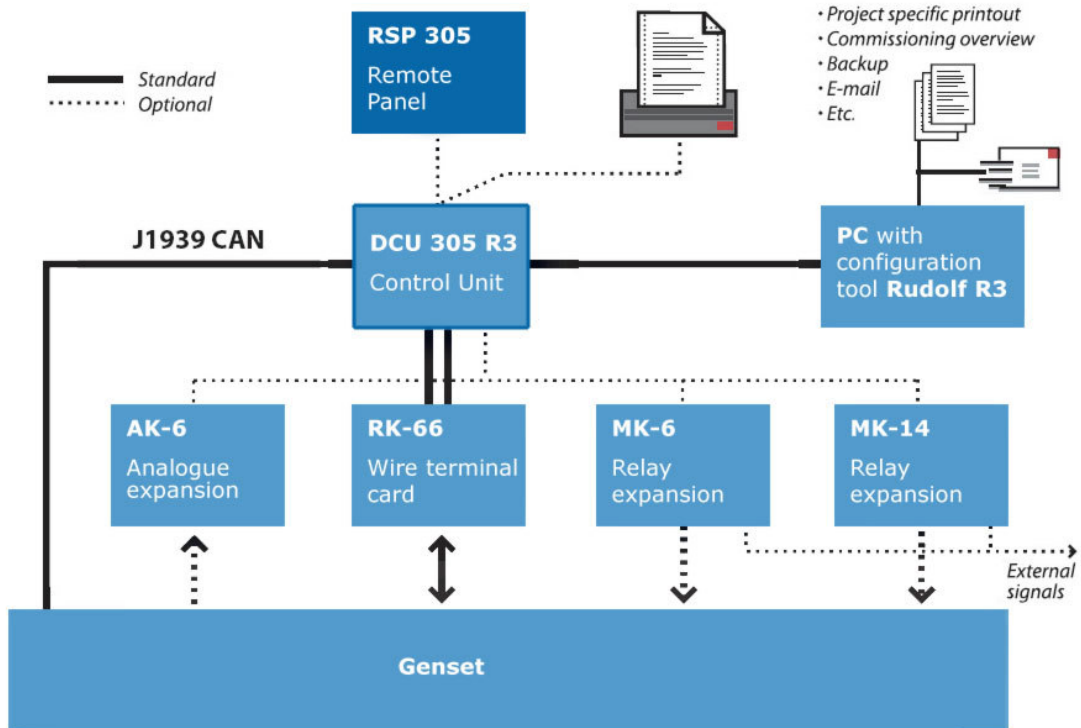 RSP 305
Remote
Panel
Standard
Optional
• Project specific printout
• Commissioning overview
• Backup
• E-mail
• Etc.
J1939 CAN
DCU 305 R3
Control Unit
PC with
configuration
tool Rudolf R3
AK-6
Analogue
expansion
RK-66
Wire terminal
card
MK-6
Relay
expansion
MK-14
Relay
expansion
External
signals
Genset